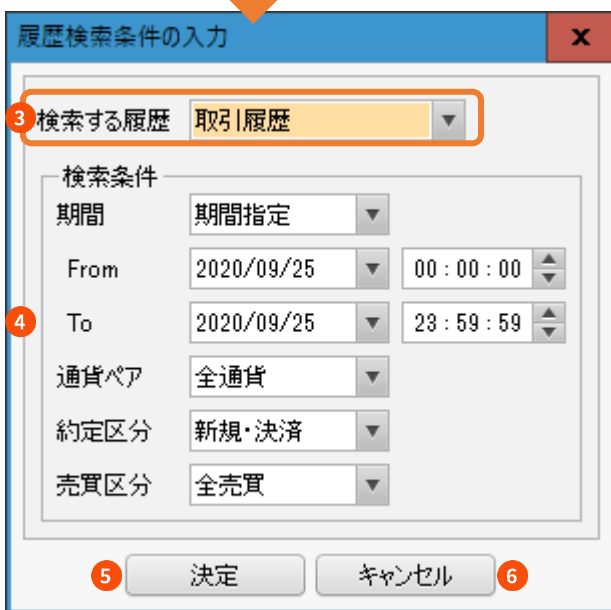 履歴検索条件の入力 x
3 検索する履歴 取引履歴
検索条件
期間 期間指定
From 2020/09/25 00:00:00
4 To 2020/09/25 23:59:59
通貨ペア 全通貨
約定区分 新規・決済
売買区分 全売買
5 決定 キャンセル 6